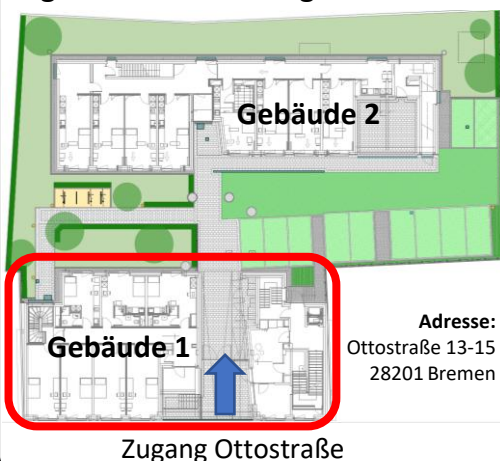 Gebäude 2
Gebäude 1
Adresse:
Ottostraße 13-15
28201 Bremen
Zugang Ottostraße